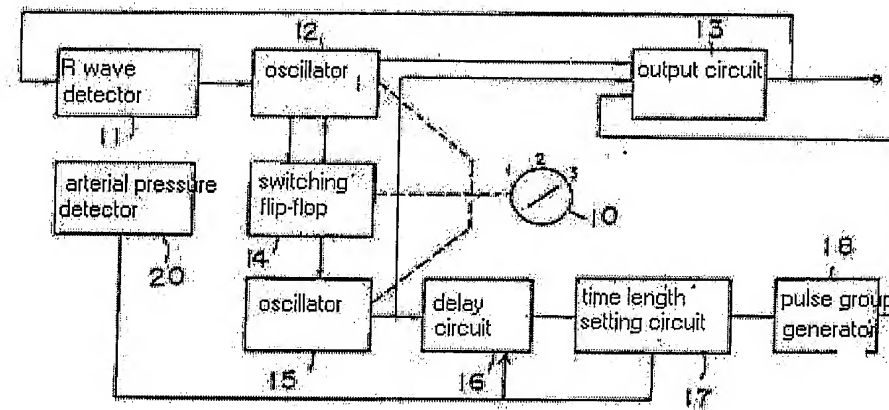 12
13
R wave
detector
oscillator
1
output circuit
11
arterial pressure
detector
switching
flip-flop
1
2
3
10
20
14
18
oscillator
delay
circuit
time length
setting circuit
pulse group
generator
15
16
17